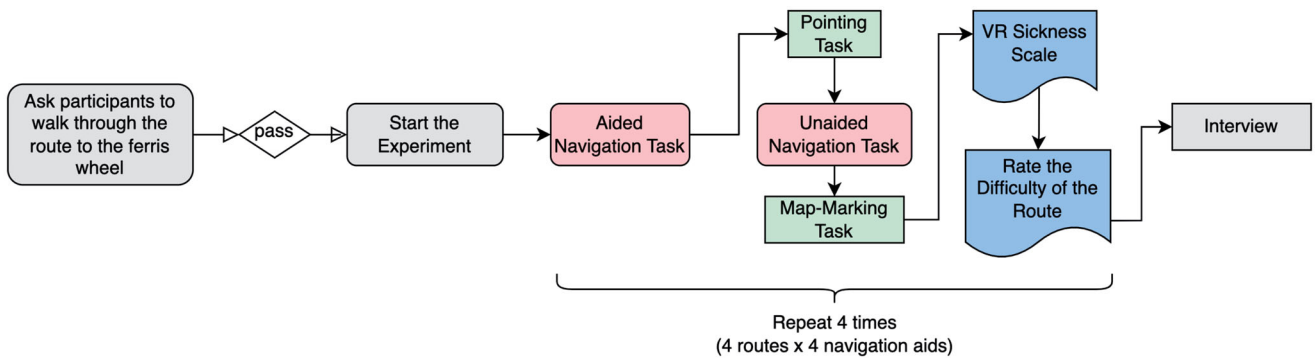 Ask participants to
walk through the
route to the ferris
wheel
pass
Start the
Experiment
Aided
Navigation Task
Pointing
Task
Unaided
Navigation Task
Map-Marking
Task
VR Sickness
Scale
Rate the
Difficulty of the
Route
Interview
Repeat 4 times
(4 routes x 4 navigation aids)